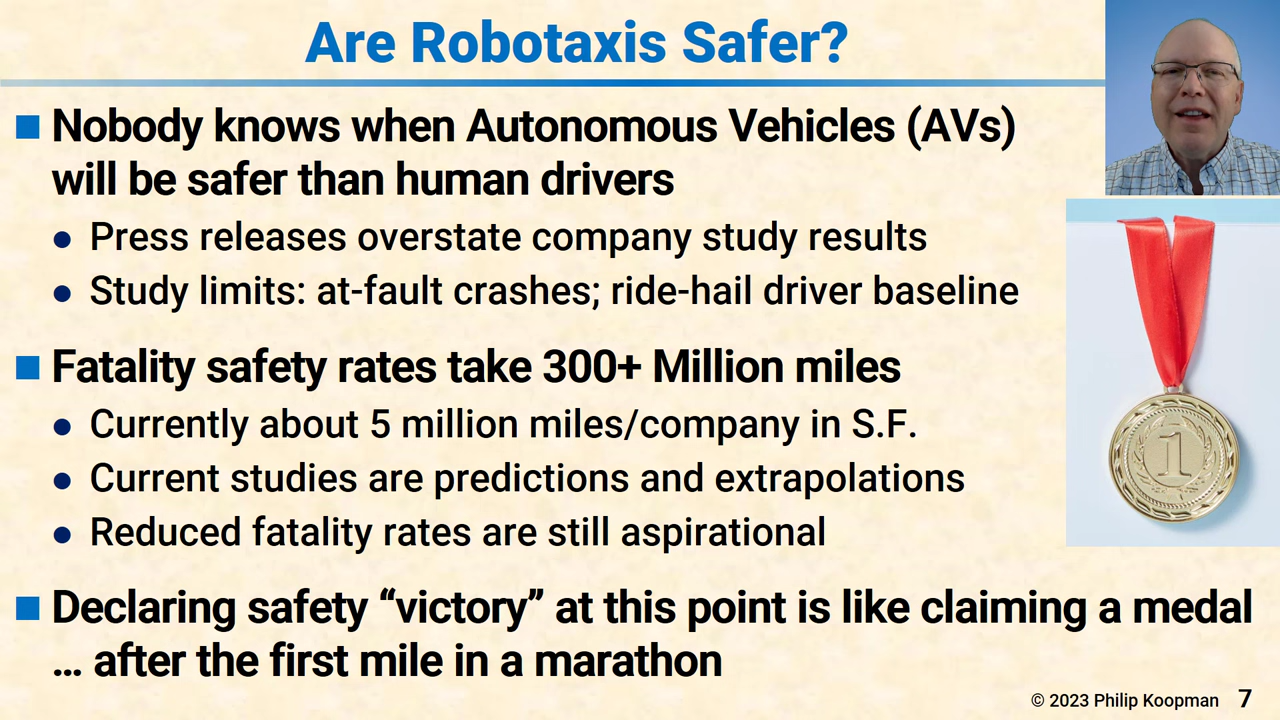 Are Robotaxis Safer?
Nobody knows when Autonomous Vehicles (AVs)
will be safer than human drivers
Press releases overstate company study results
Study limits: at-fault crashes; ride-hail driver baseline
Fatality safety rates take 300+ Million miles
Currently about 5 million miles/company in S.F.
Current studies are predictions and extrapolations
Reduced fatality rates are still aspirational
1
Declaring safety “victory” at this point is like claiming a medal
… after the first mile in a marathon
© 2023 Philip Koopman 7